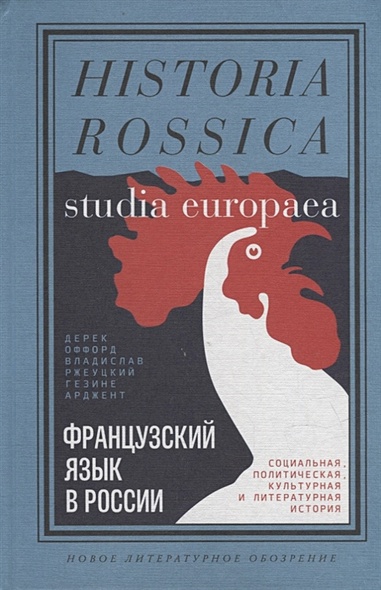 HISTORIA
ROSSICA
studia europaea
ДЕРЕК
ОФФОРД
ВЛАДИСЛАВ
РЖЕУЦКИЙ
ГЕЗИНЕ
АРДЖЕНТ
ФРАНЦУЗСКИЙ
ЯЗЫК
В РОССИИ
СОЦИАЛЬНАЯ,
ПОЛИТИЧЕСКАЯ,
КУЛЬТУРНАЯ
И ЛИТЕРАТУРНАЯ
ИСТОРИЯ
НОВОЕ ЛИТЕРАТУРНОЕ ОБОЗРЕНИЕ